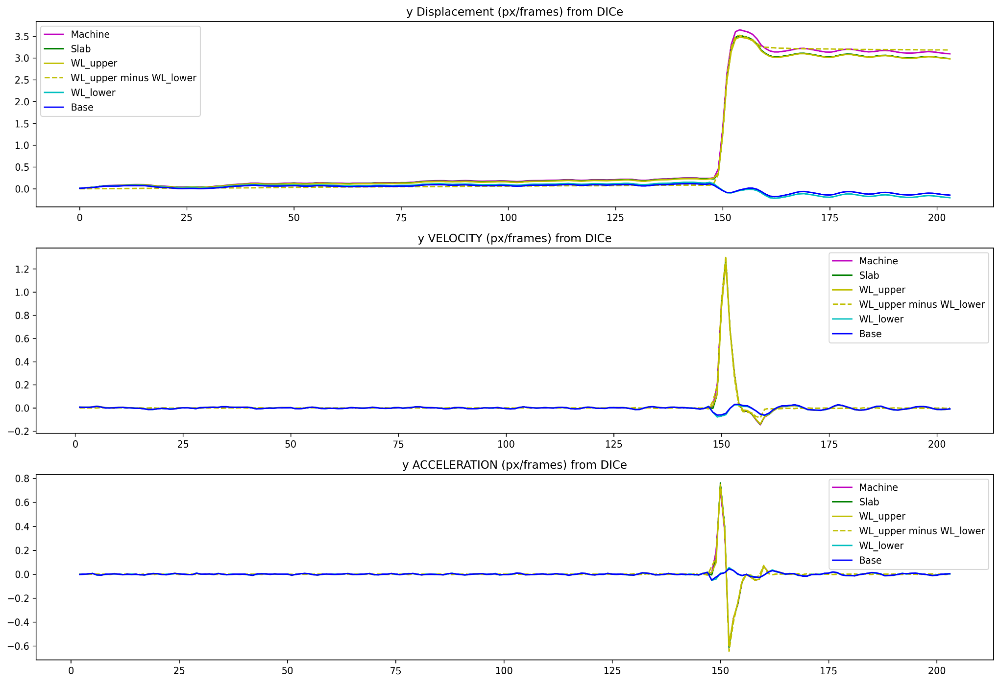 y Displacement (px/frames) from DICe
Machine
Slab
WL_upper
WL_upper minus WL_lower
WL_lower
Base
3.5
3.0
2.5
2.0
1.5
1.0
0.5
0.0
0 25 50 75 100 125 150 175 200
y VELOCITY (px/frames) from DICe
Machine
Slab
WL_upper
WL_upper minus WL_lower
WL_lower
Base
1.2
1.0
0.8
0.6
0.4
0.2
0.0
−0.2
0 25 50 75 100 125 150 175 200
y ACCELERATION (px/frames) from DICe
Machine
Slab
WL_upper
WL_upper minus WL_lower
WL_lower
Base
0.8
0.6
0.4
0.2
0.0
−0.2
−0.4
−0.6
0 25 50 75 100 125 150 175 200